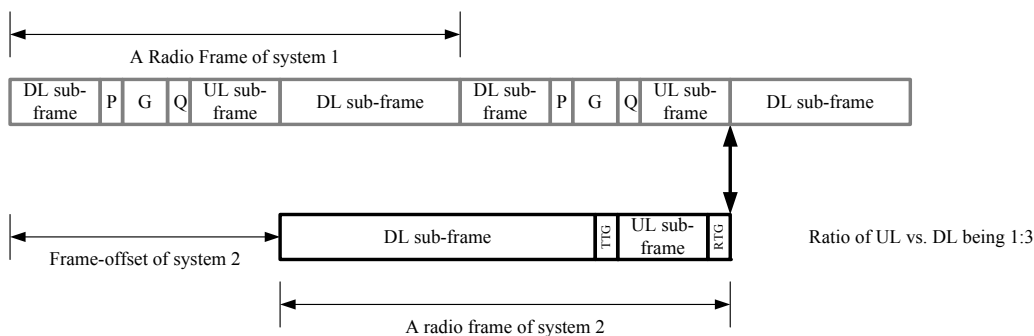 A Radio Frame of system 1
DL sub-
frame
P
G
Q
UL sub-
frame
DL sub-frame
DL sub-
frame
P
G
Q
UL sub-
frame
DL sub-frame
DL sub-frame
TTG
UL sub-
frame
RTG
Ratio of UL vs. DL being 1:3
Frame-offset of system 2
A radio frame of system 2